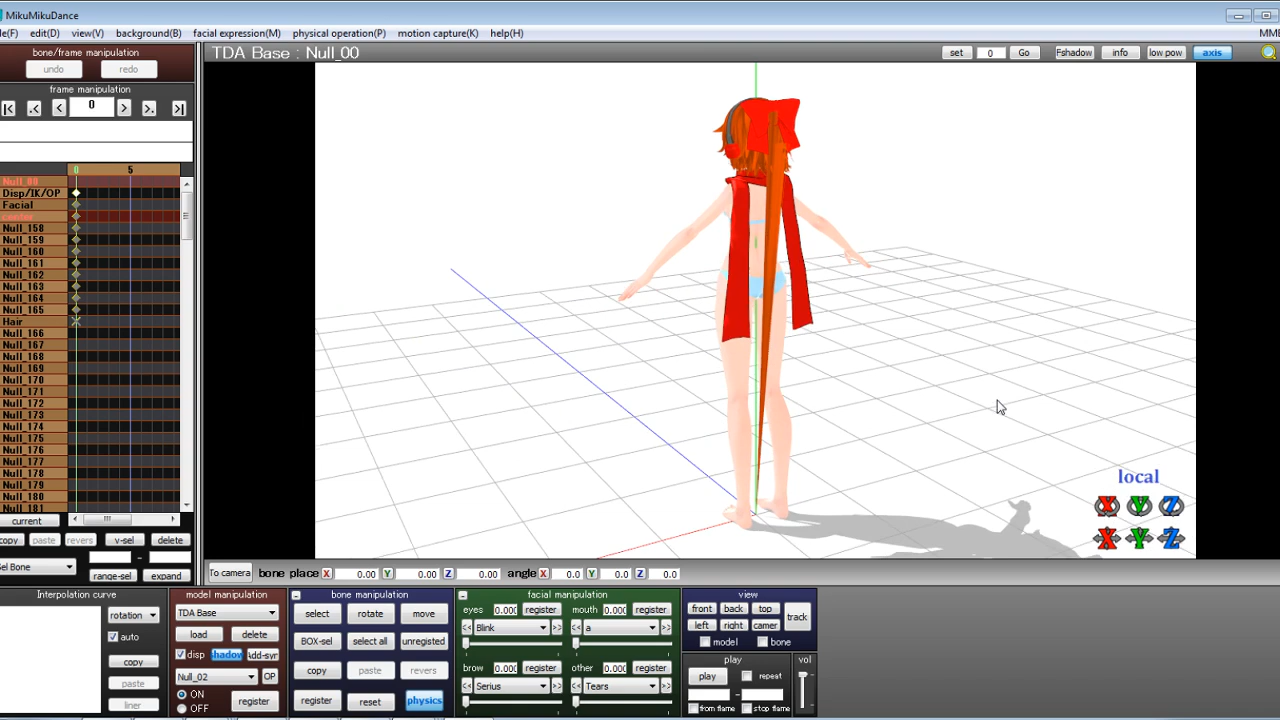 MikuMikuDance
le(F) edit(D) view(V) background(B) facial expression(M) physical operation(P) motion capture(K) help(H) MME
bone/frame manipulation
undo redo
TDA Base : Null_00
set 0 Go Fshadow info low pow axis
frame manipulation
|< .< < 0 > >. >|
0 5
Null_00
Disp/IK/OP
Facial
center
Null_158
Null_159
Null_160
Null_161
Null_162
Null_163
Null_164
Null_165
Hair
Null_166
Null_167
Null_168
Null_169
Null_170
Null_171
Null_172
Null_173
Null_174
Null_175
Null_176
Null_177
Null_178
Null_179
Null_180
Null_181
local
X Y Z
X Y Z
current
copy paste revers v-sel delete
Sel Bone - range-sel expand
To camera bone place X 0.00 Y 0.00 Z 0.00 angle X 0.0 Y 0.0 Z 0.0
Interpolation curve
rotation
auto
copy
paste
liner
model manipulation
TDA Base
load delete
disp shadow Add-syn
Null_02 OP
ON
OFF
register
bone manipulation
select rotate move
BOX-sel select all unregisted
copy paste revers
register reset physics
facial manipulation
eyes 0.000 register mouth 0.000 register
<< Blink >> << a >>
brow 0.000 register other 0.000 register
<< Serius >> << Tears >>
view
front back top
left right camer
track
model bone
play
play repeat
-
from flame stop flame
vol